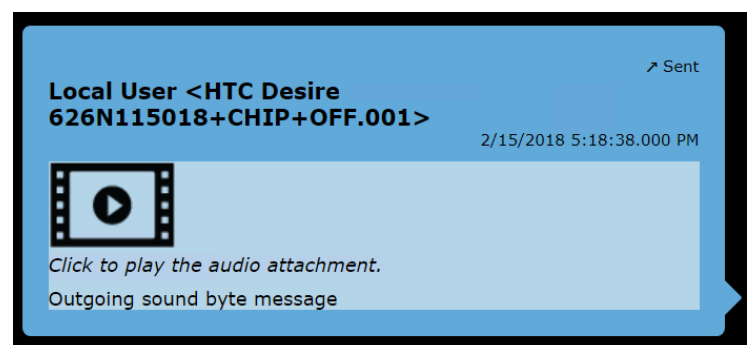 ↗ Sent
Local User <HTC Desire
626N115018+CHIP+OFF.001>
2/15/2018 5:18:38.000 PM
Click to play the audio attachment.
Outgoing sound byte message